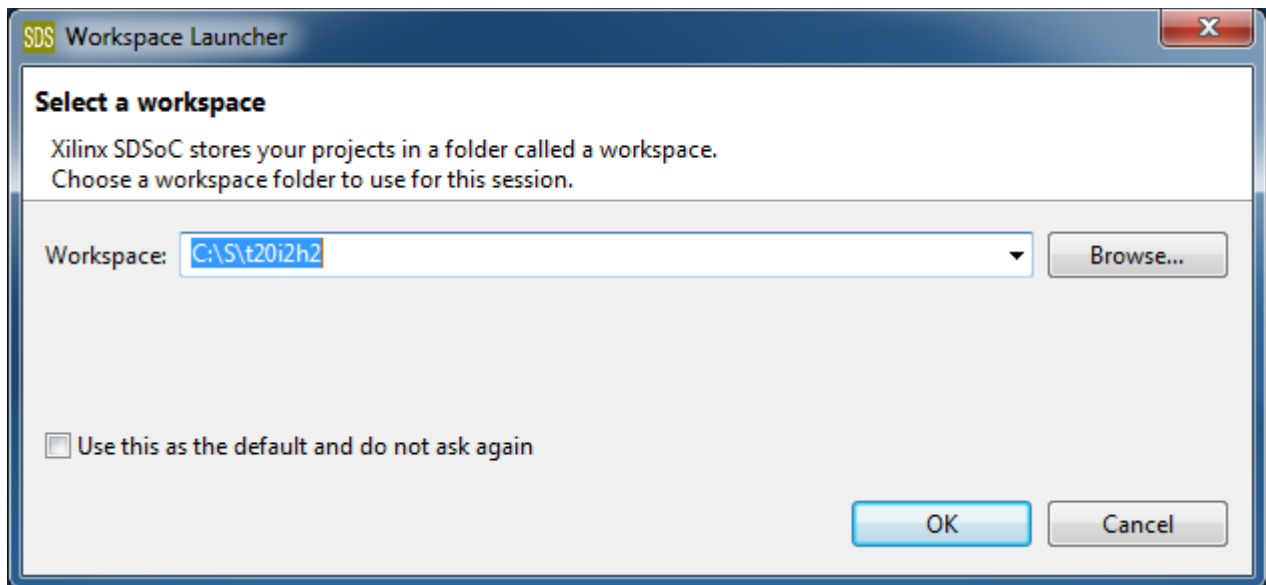 SDS Workspace Launcher
Select a workspace
Xilinx SDSoC stores your projects in a folder called a workspace.
Choose a workspace folder to use for this session.
Workspace: C:\S\t20i2h2 Browse...
Use this as the default and do not ask again
OK Cancel